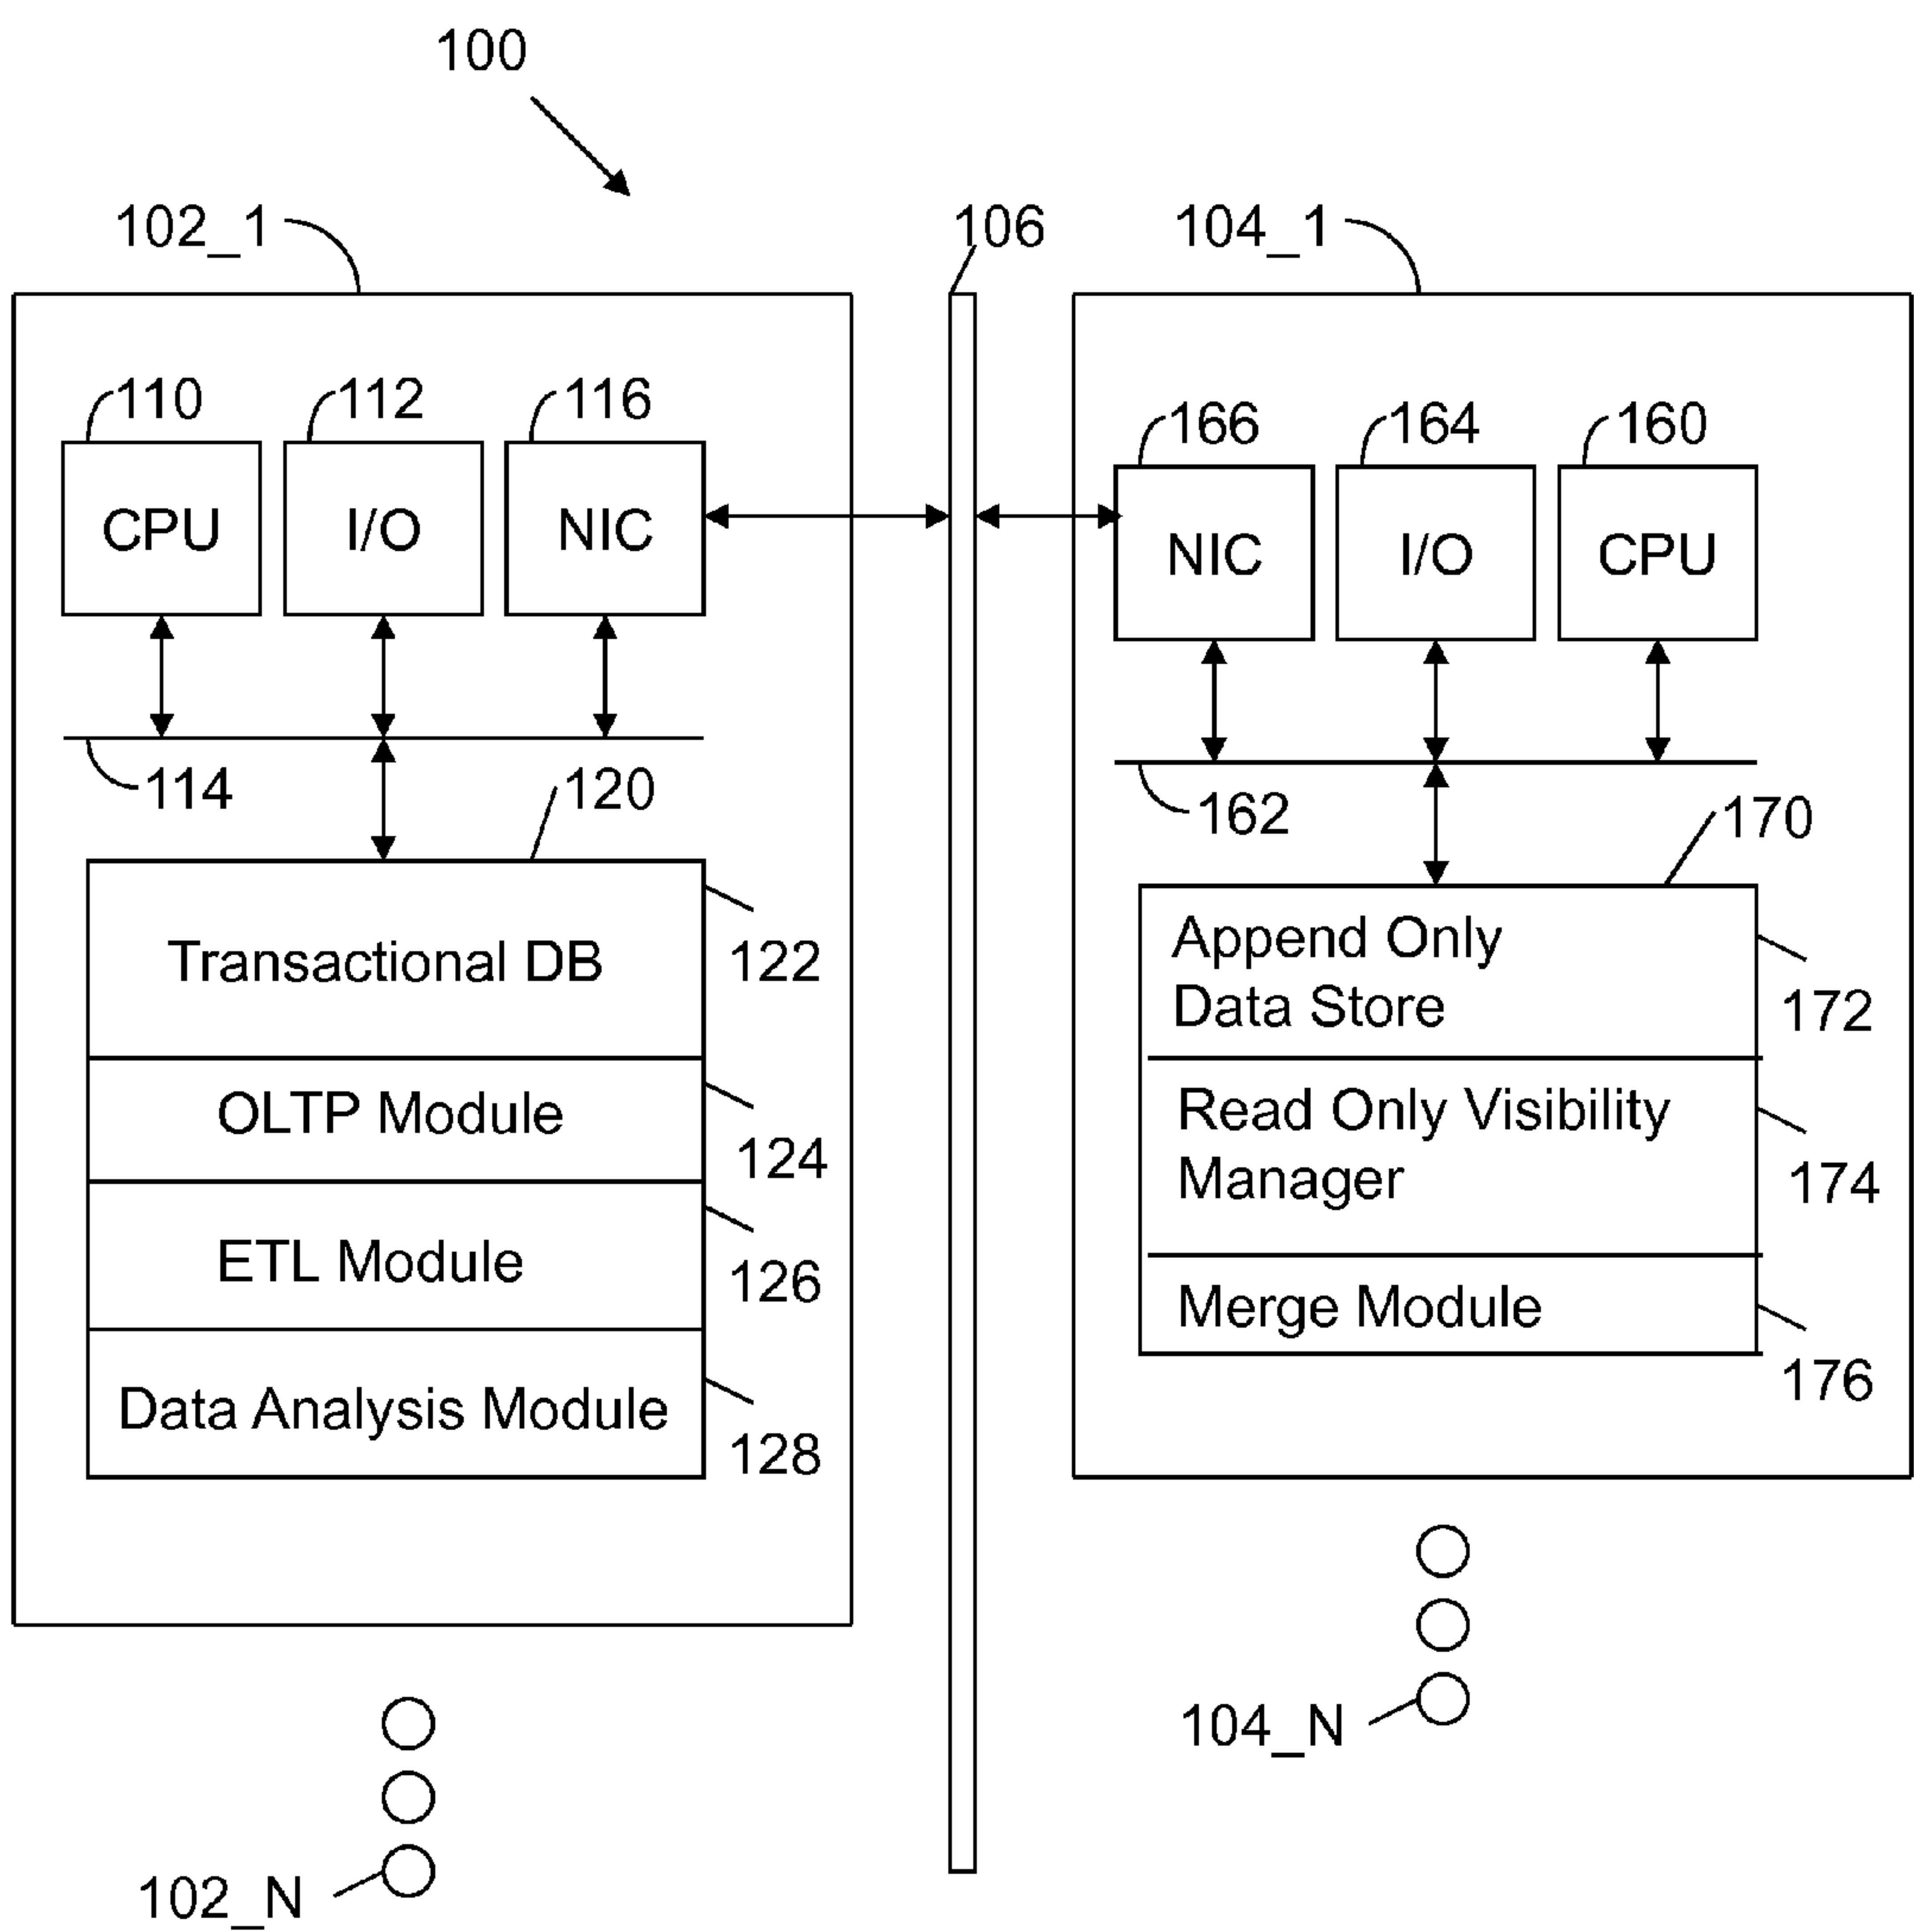 100
102_1
106
104_1
110
112
116
CPU
I/O
NIC
114
120
Transactional DB
122
OLTP Module
124
ETL Module
126
Data Analysis Module
128
102_N
166
164
160
NIC
I/O
CPU
162
170
Append Only
Data Store
172
Read Only Visibility
Manager
174
Merge Module
176
104_N